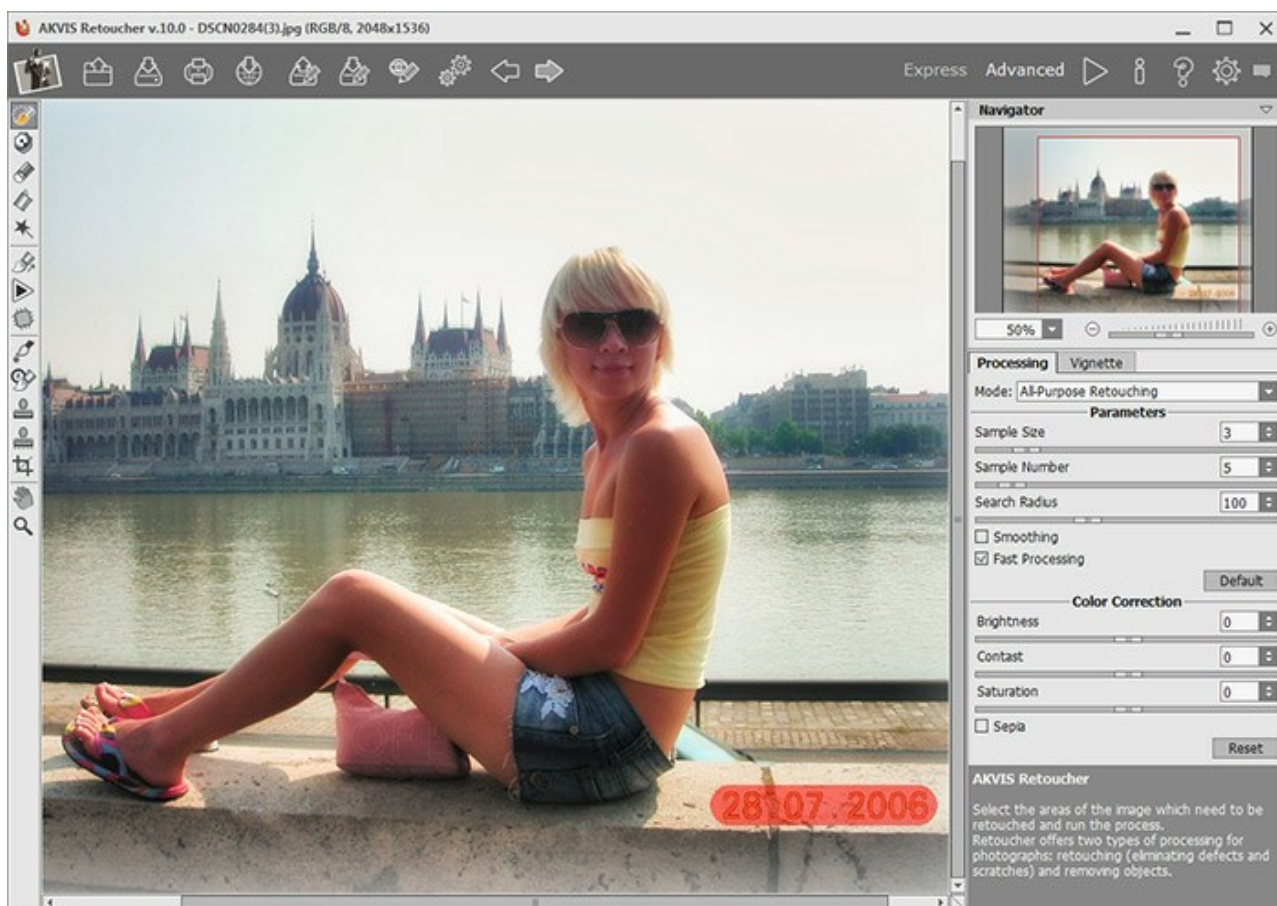 AKVIS Retoucher v.10.0 - DSCN0284(3).jpg (RGB/8, 2048x1536)
Express Advanced
Navigator
50%
Processing Vignette
Mode: All-Purpose Retouching
Parameters
Sample Size 3
Sample Number 5
Search Radius 100
Smoothing
Fast Processing
Default
Color Correction
Brightness 0
Contast 0
Saturation 0
Sepia
Reset
28 07 . 2006
AKVIS Retoucher
Select the areas of the image which need to be
retouched and run the process.
Retoucher offers two types of processing for
photographs: retouching (eliminating defects and
scratches) and removing objects.